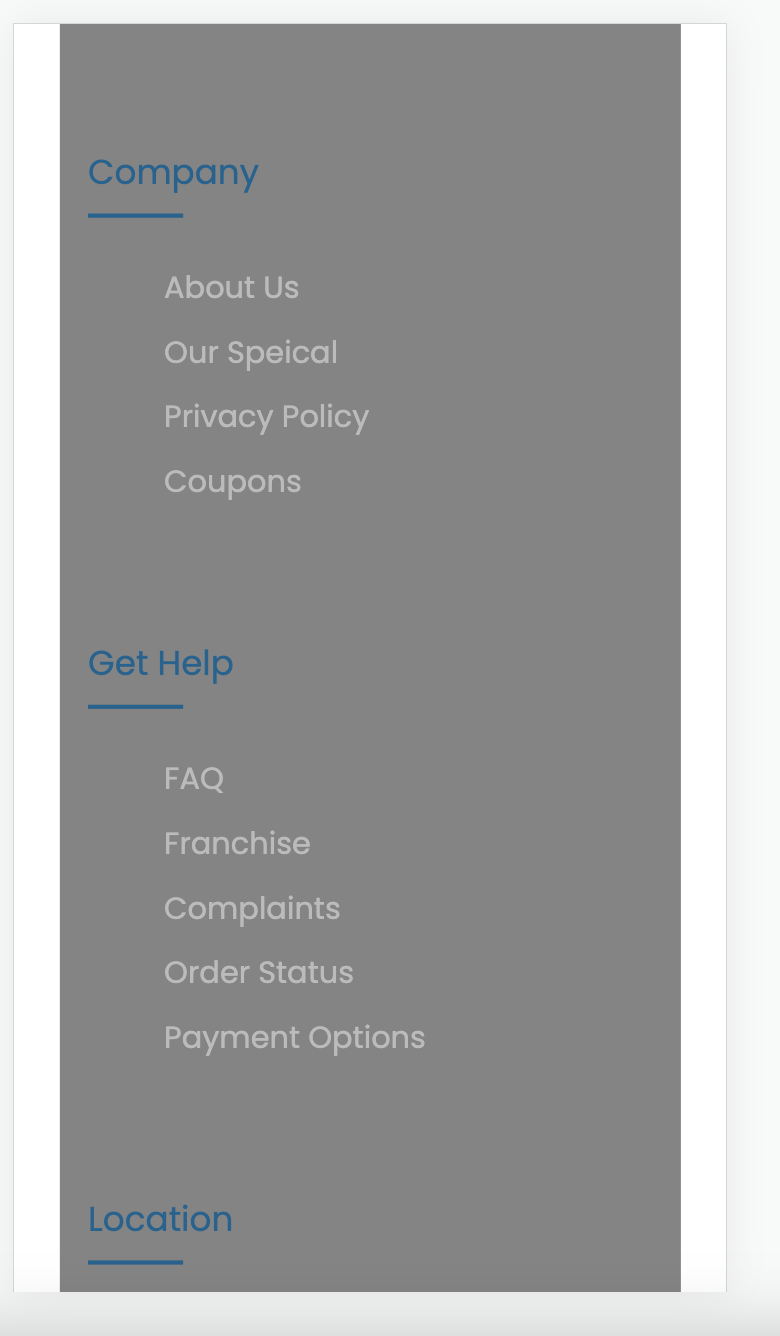 Company
About Us
Our Speical
Privacy Policy
Coupons
Get Help
FAQ
Franchise
Complaints
Order Status
Payment Options
Location